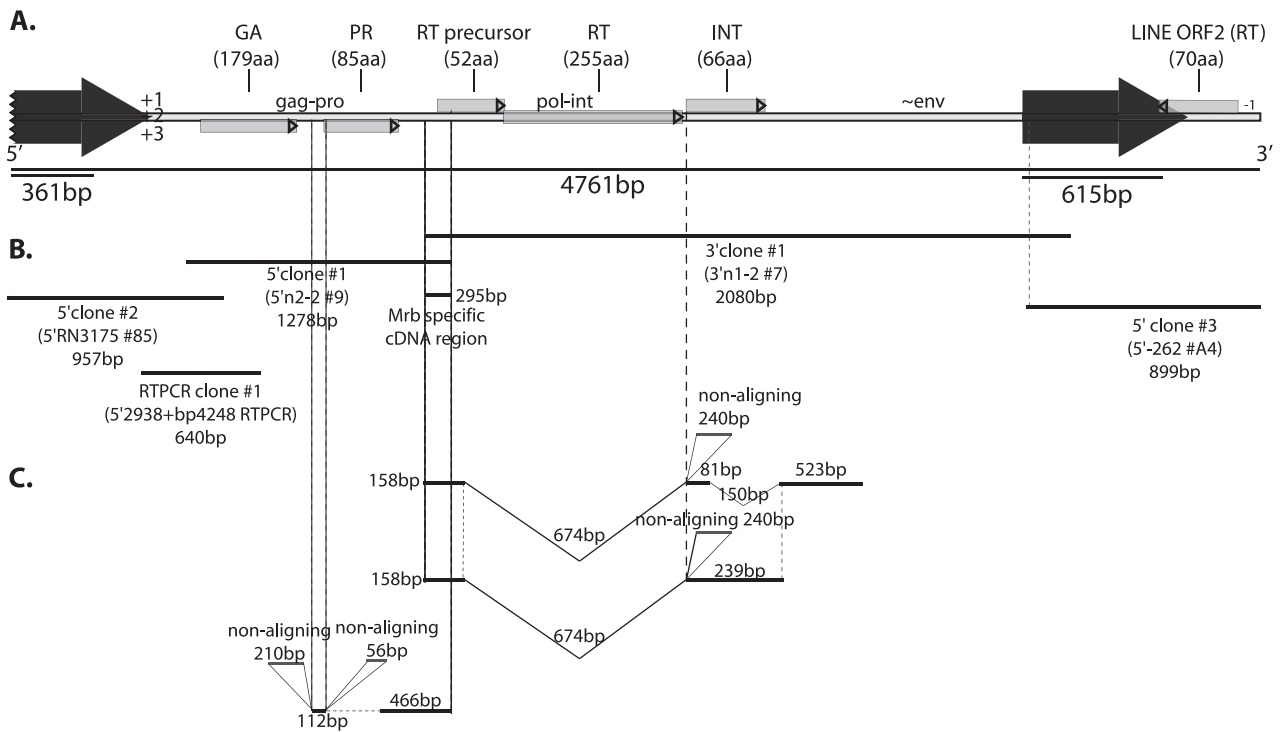 A.
GA
(179aa)
PR
(85aa)
RT precursor
(52aa)
RT
(255aa)
INT
(66aa)
LINE ORF2 (RT)
(70aa)
+1
+2
+3
gag-pro
pol-int
~env
-1
5'
3'
361bp
4761bp
615bp
B.
3'clone #1
(3'n1-2 #7)
2080bp
5'clone #1
(5'n2-2 #9)
1278bp
295bp
Mrb specific
cDNA region
5'clone #2
(5'RN3175 #85)
957bp
5' clone #3
(5'-262 #A4)
899bp
RTPCR clone #1
(5'2938+bp4248 RTPCR)
640bp
C.
non-aligning
240bp
158bp
81bp
523bp
150bp
674bp
non-aligning 240bp
158bp
239bp
674bp
non-aligning
210bp
non-aligning
56bp
466bp
112bp